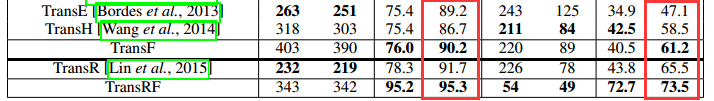 TransE [Bordes et al., 2013] 263 251 75.4 89.2 243 125 34.9 47.1
TransH [Wang et al., 2014] 318 303 75.4 86.7 211 84 42.5 58.5
TransF 403 390 76.0 90.2 220 89 40.5 61.2
TransR [Lin et al., 2015] 232 219 78.3 91.7 226 78 43.8 65.5
TransRF 343 342 95.2 95.3 54 49 72.7 73.5